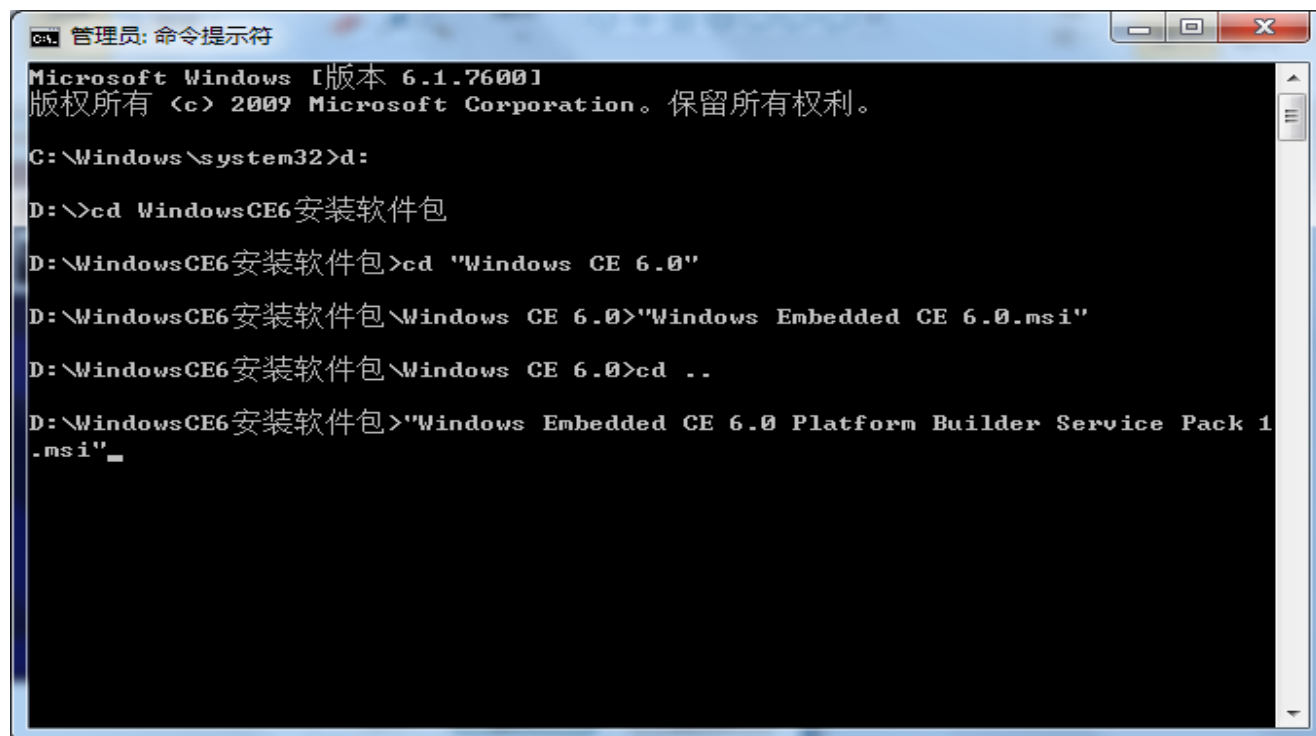 管理员: 命令提示符
Microsoft Windows [版本 6.1.7600]
版权所有 (c) 2009 Microsoft Corporation。保留所有权利。
C:\Windows\system32>d:
D:\>cd WindowsCE6安装软件包
D:\WindowsCE6安装软件包>cd "Windows CE 6.0"
D:\WindowsCE6安装软件包\Windows CE 6.0>"Windows Embedded CE 6.0.msi"
D:\WindowsCE6安装软件包\Windows CE 6.0>cd ..
D:\WindowsCE6安装软件包>"Windows Embedded CE 6.0 Platform Builder Service Pack 1
.msi"_